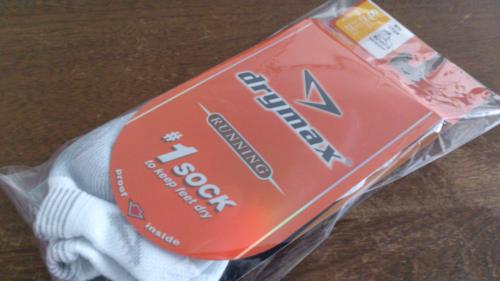 drymax
RUNNING
#1 SOCK
to keep feet dry
proof inside